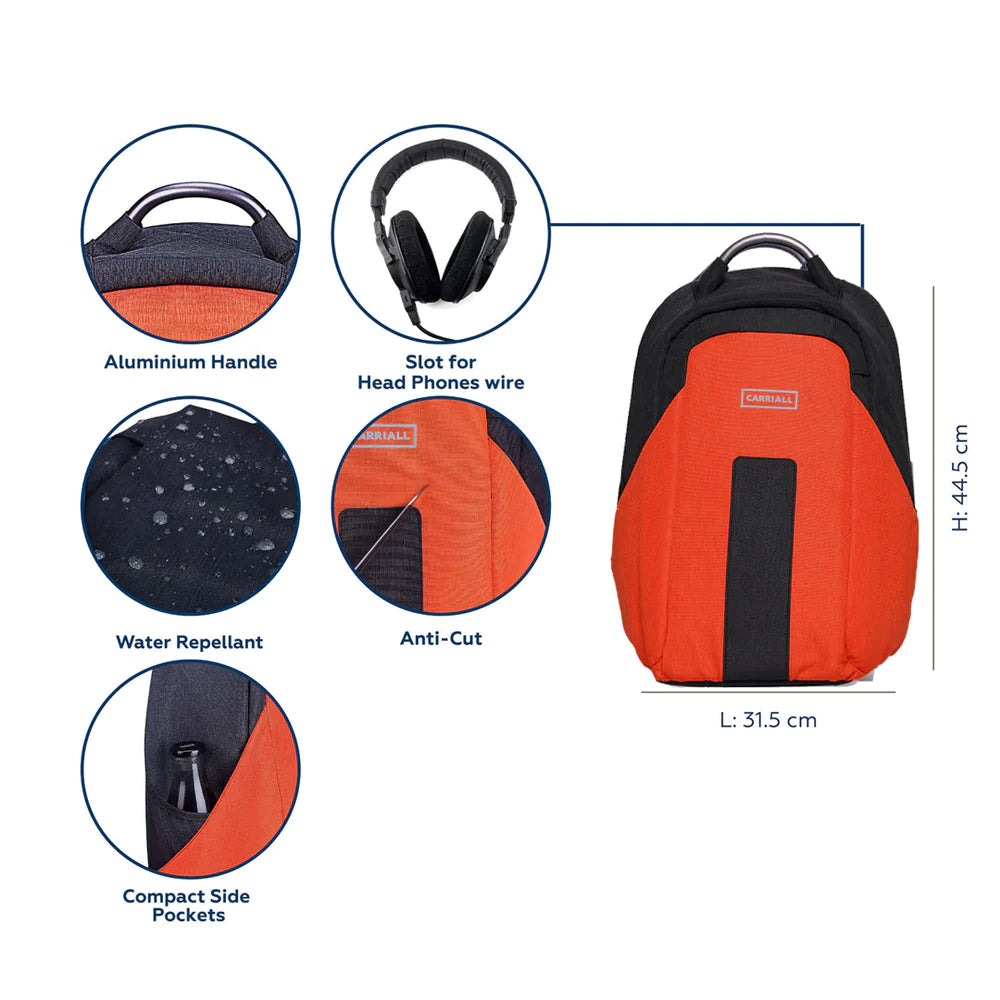 Aluminium Handle
Slot for
Head Phones wire
CARRIALL
ARRIALL
Water Repellant
Anti-Cut
Compact Side
Pockets
H: 44.5 cm
L: 31.5 cm